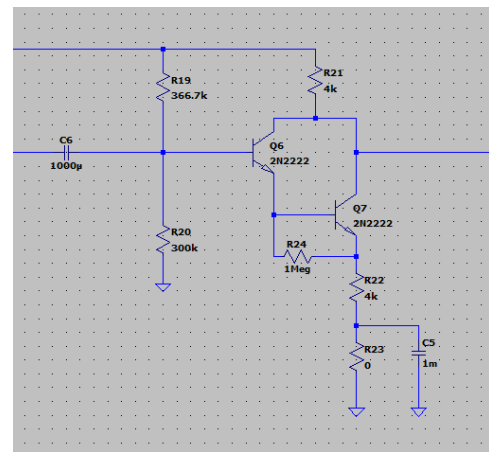 R21
4k
R19
366.7k
C6
1000µ
Q6
2N2222
Q7
2N2222
R20
300k
R24
1Meg
R22
4k
R23
0
C5
1m